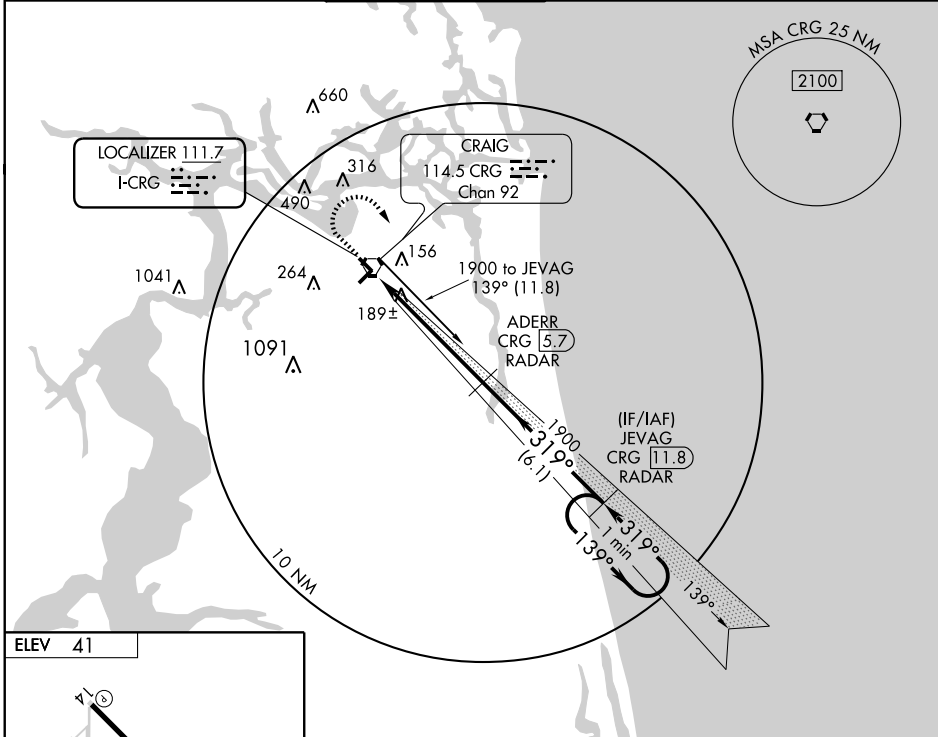 MSA CRG 25 NM
2100
660
LOCALIZER 111.7
I-CRG
CRAIG
114.5 CRG
Chan 92
316
490
156
1041
264
189±
1900 to JEVAG
139° (11.8)
ADERR
CRG 5.7
RADAR
1091
(IF/IAF)
JEVAG
CRG 11.8
RADAR
1900
319°
(6.1)
319°
1 min
139°
139°
10 NM
ELEV 41
14
P